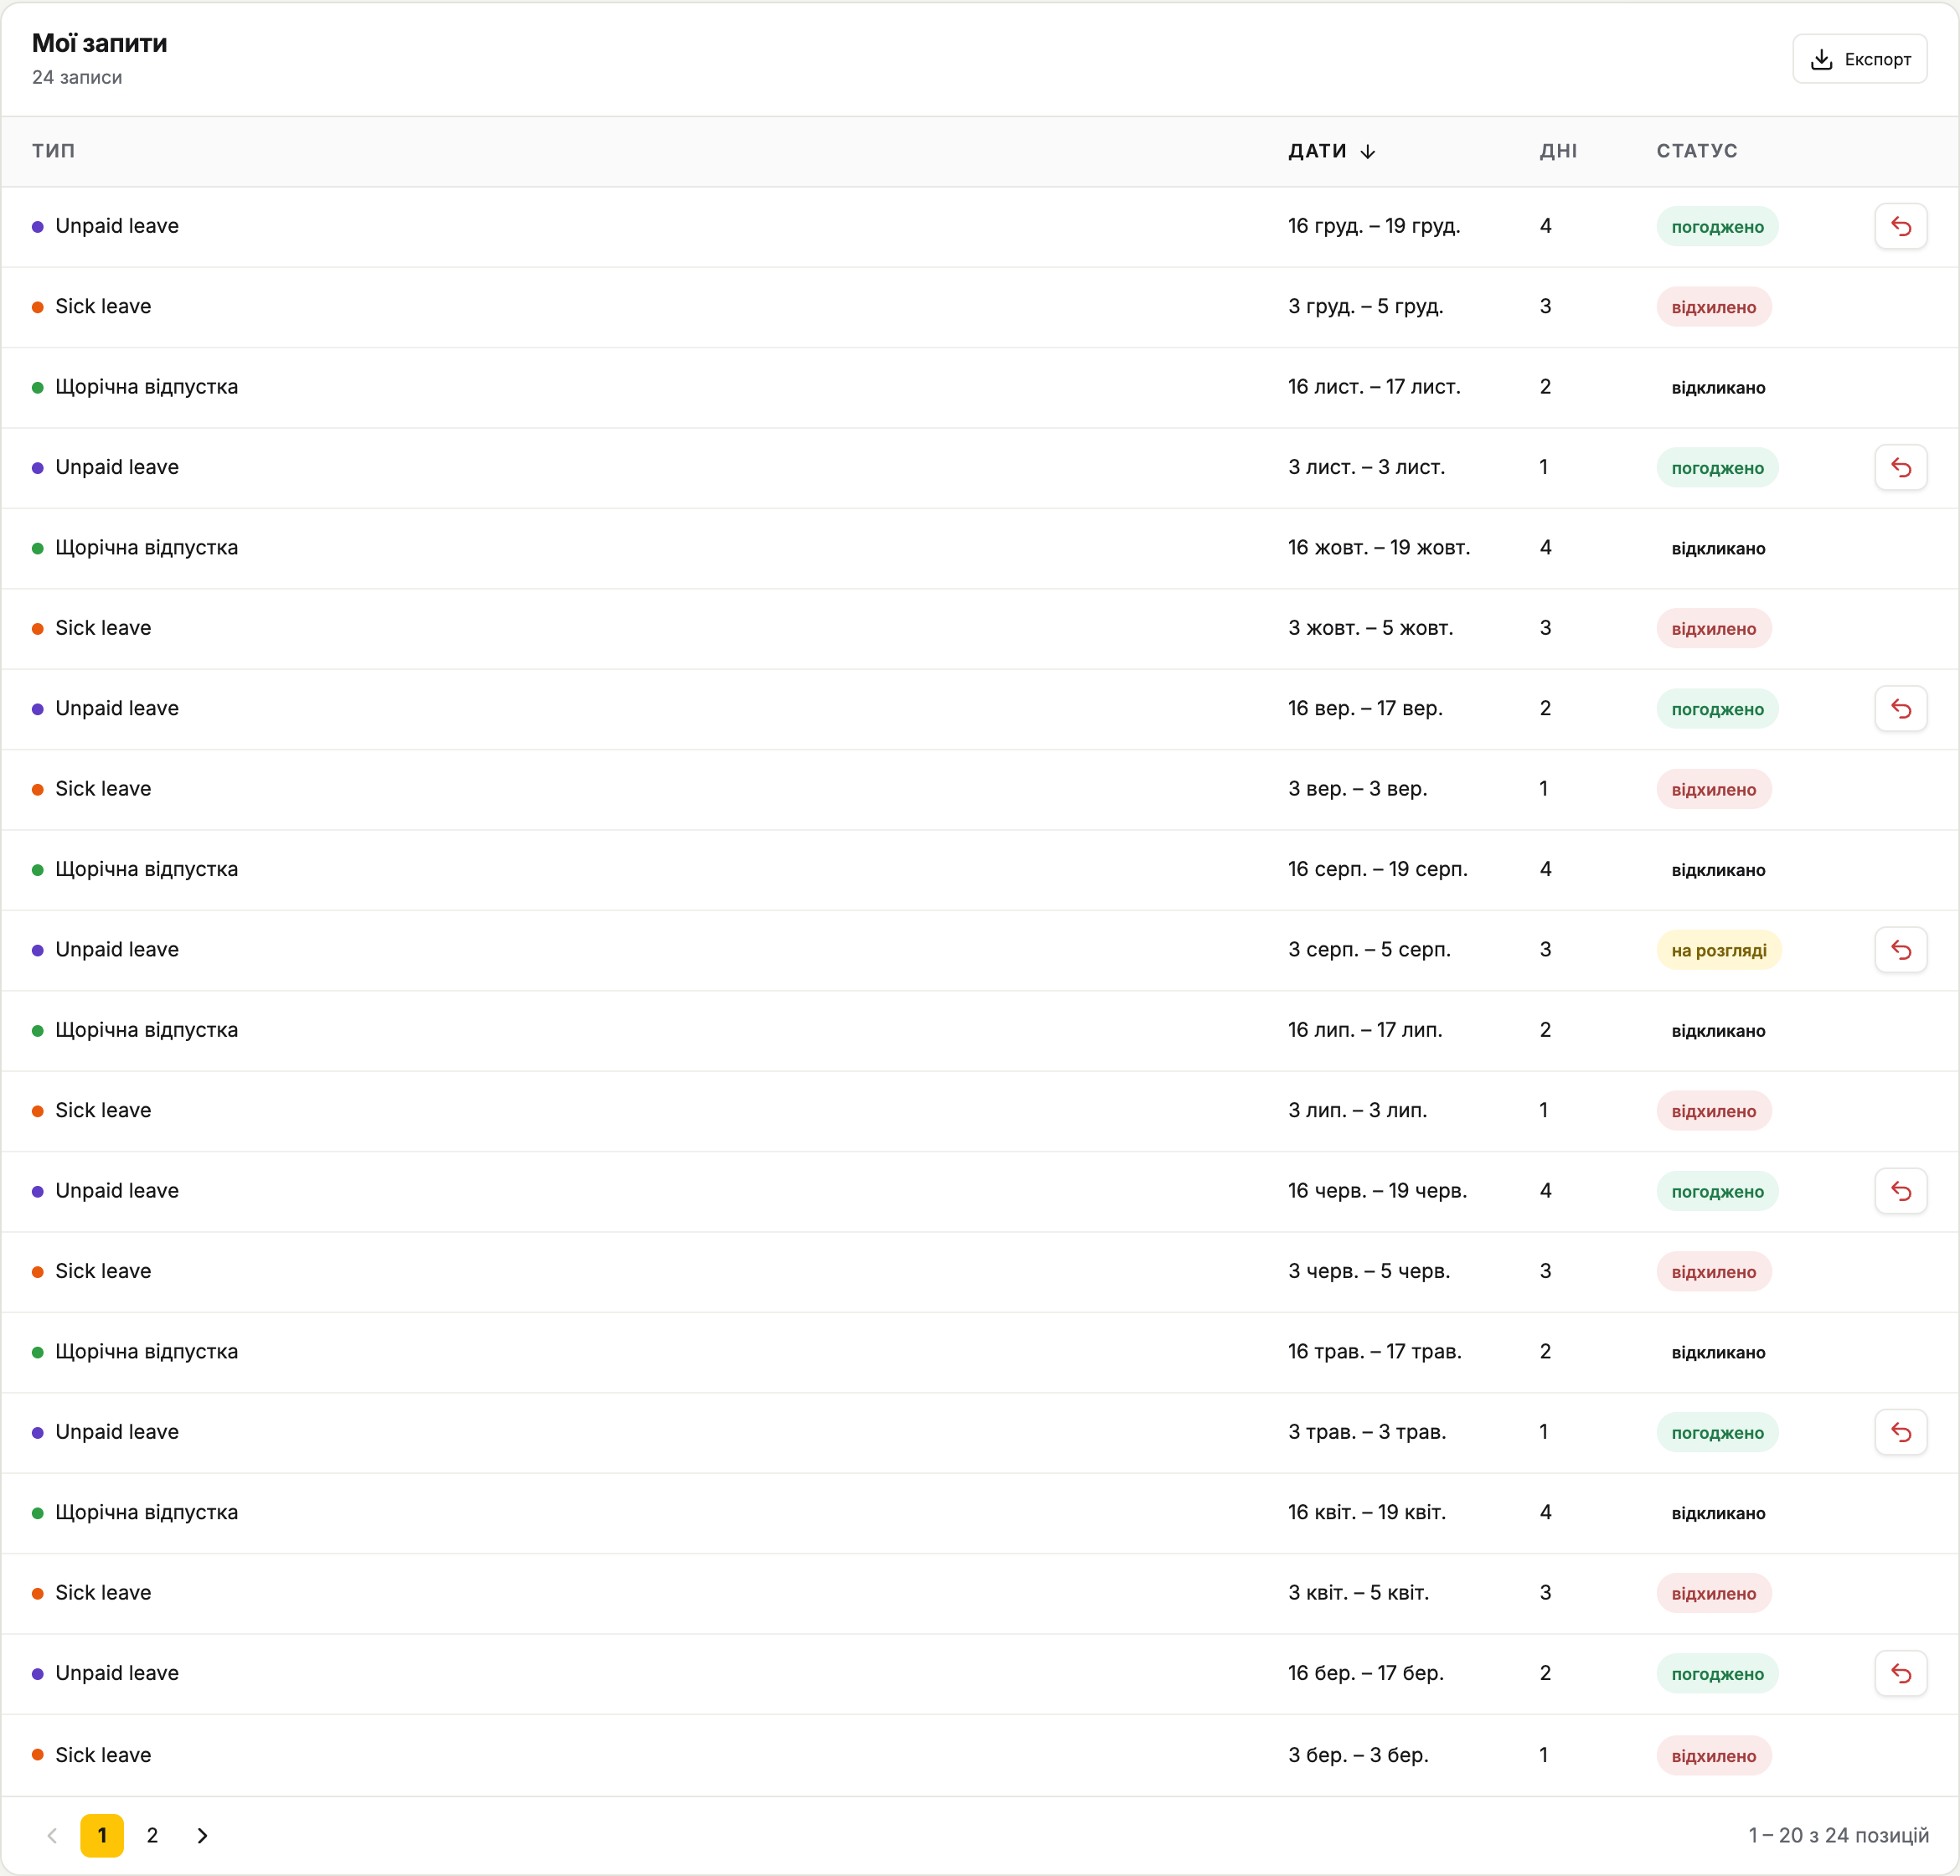 Мої запити
24 записи
Експорт
ТИП ДАТИ ДНІ СТАТУС
Unpaid leave 16 груд. – 19 груд. 4 погоджено
Sick leave 3 груд. – 5 груд. 3 відхилено
Щорічна відпустка 16 лист. – 17 лист. 2 відкликано
Unpaid leave 3 лист. – 3 лист. 1 погоджено
Щорічна відпустка 16 жовт. – 19 жовт. 4 відкликано
Sick leave 3 жовт. – 5 жовт. 3 відхилено
Unpaid leave 16 вер. – 17 вер. 2 погоджено
Sick leave 3 вер. – 3 вер. 1 відхилено
Щорічна відпустка 16 серп. – 19 серп. 4 відкликано
Unpaid leave 3 серп. – 5 серп. 3 на розгляді
Щорічна відпустка 16 лип. – 17 лип. 2 відкликано
Sick leave 3 лип. – 3 лип. 1 відхилено
Unpaid leave 16 черв. – 19 черв. 4 погоджено
Sick leave 3 черв. – 5 черв. 3 відхилено
Щорічна відпустка 16 трав. – 17 трав. 2 відкликано
Unpaid leave 3 трав. – 3 трав. 1 погоджено
Щорічна відпустка 16 квіт. – 19 квіт. 4 відкликано
Sick leave 3 квіт. – 5 квіт. 3 відхилено
Unpaid leave 16 бер. – 17 бер. 2 погоджено
Sick leave 3 бер. – 3 бер. 1 відхилено
1 2 1 – 20 з 24 позицій